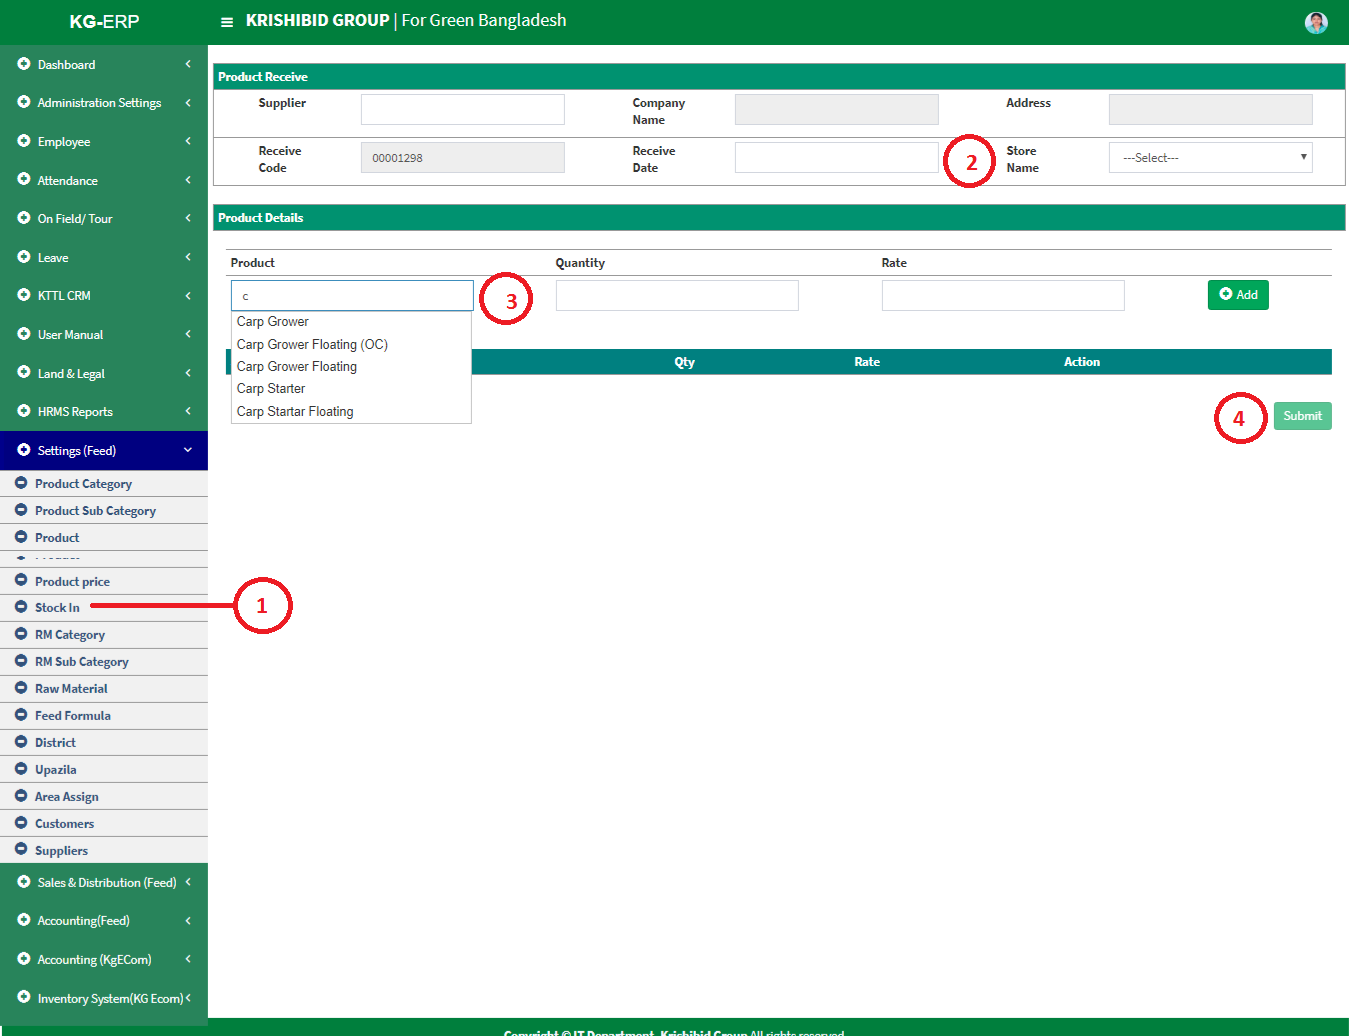 KG-ERP
KRISHIBID GROUP | For Green Bangladesh
Dashboard
Administration Settings
Employee
Attendance
On Field/ Tour
Leave
KTTL CRM
User Manual
Land & Legal
HRMS Reports
Settings (Feed)
Product Category
Product Sub Category
Product
Product price
Stock In
RM Category
RM Sub Category
Raw Material
Feed Formula
District
Upazila
Area Assign
Customers
Suppliers
Sales & Distribution (Feed)
Accounting(Feed)
Accounting (KgECom)
Inventory System(KG Ecom)
Product Receive
Supplier
Company
Name
Address
Receive
Code
00001298
Receive
Date
2
Store
Name
---Select---
Product Details
Product
Quantity
Rate
c
3
Add
Carp Grower
Carp Grower Floating (OC)
Carp Grower Floating
Carp Starter
Carp Startar Floating
Qty
Rate
Action
4
Submit
1
Copyright © IT Department, Krishibid Group All rights reserved